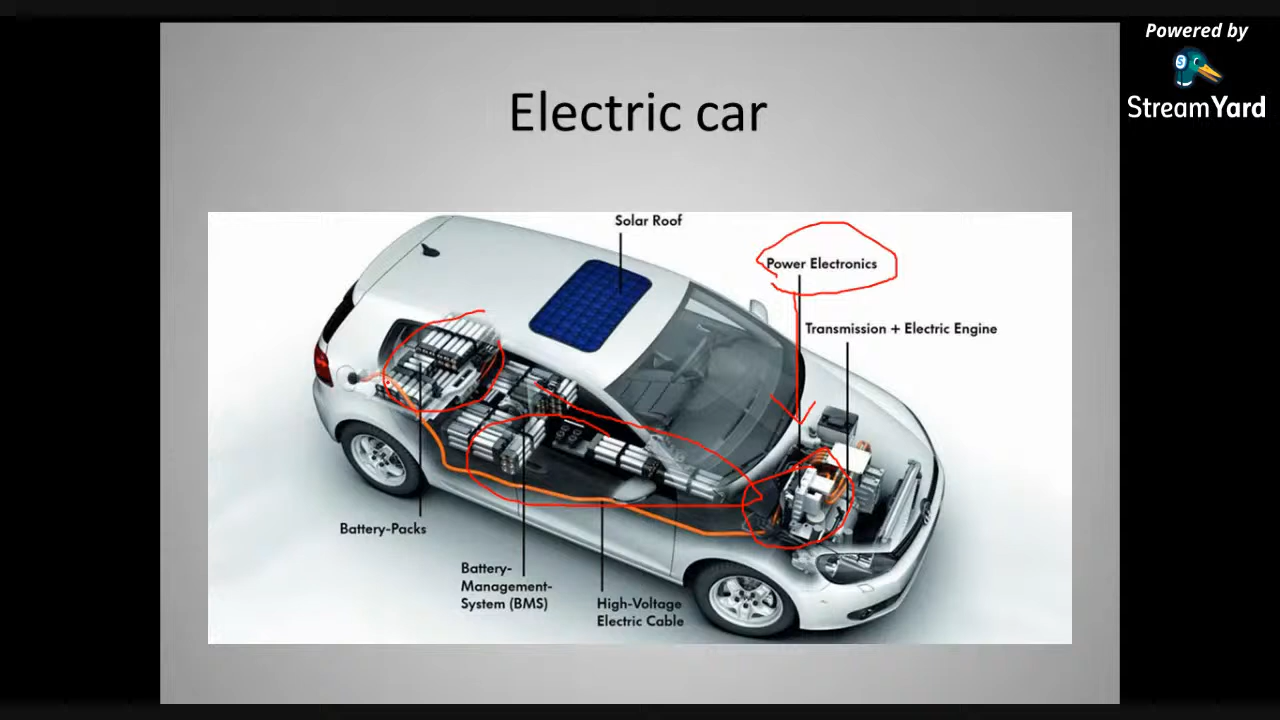 Powered by
StreamYard
Electric car
Solar Roof
Power Electronics
Transmission + Electric Engine
Battery-Packs
Battery-
Management-
System (BMS)
High-Voltage
Electric Cable